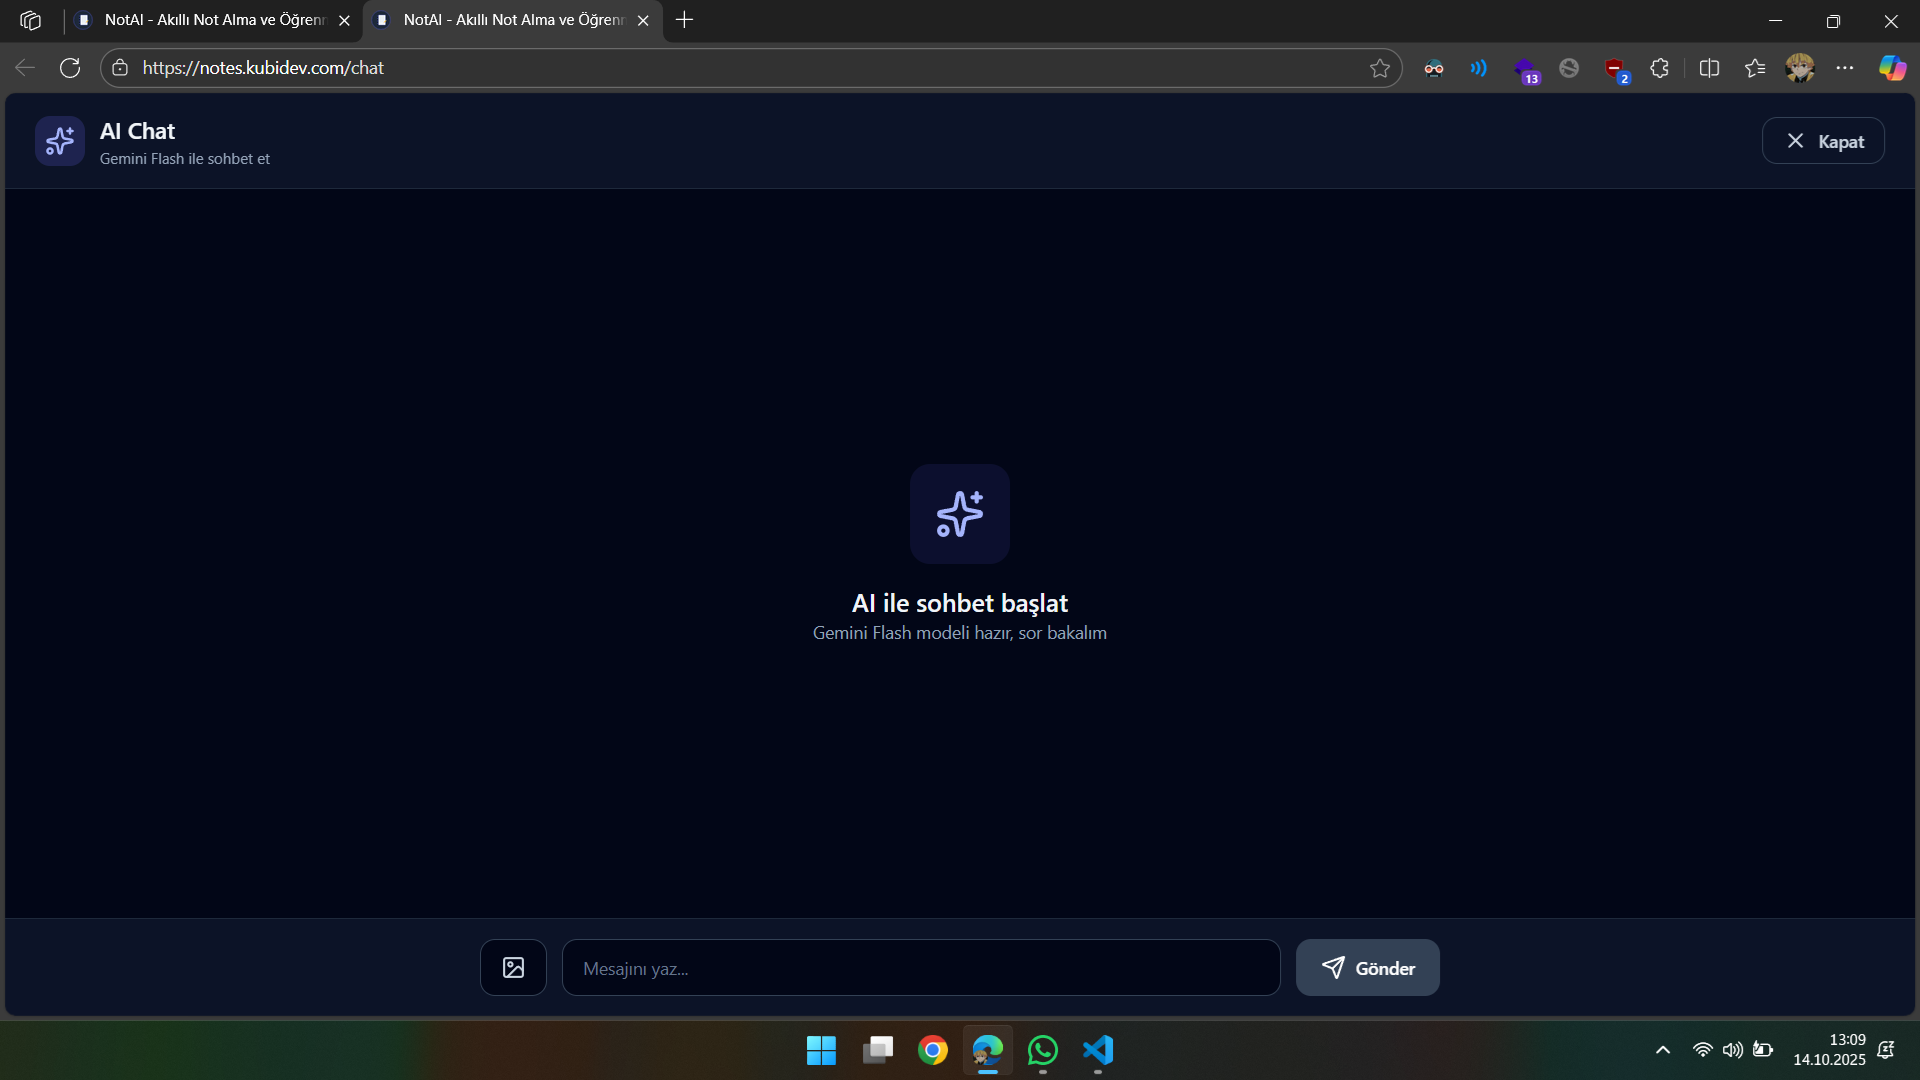 NotAI - Akıllı Not Alma ve Öğrenm
NotAI - Akıllı Not Alma ve Öğrenm
https://notes.kubidev.com/chat
13
2
AI Chat
Gemini Flash ile sohbet et
Kapat
AI ile sohbet başlat
Gemini Flash modeli hazır, sor bakalım
Mesajını yaz...
Gönder
13:09
14.10.2025